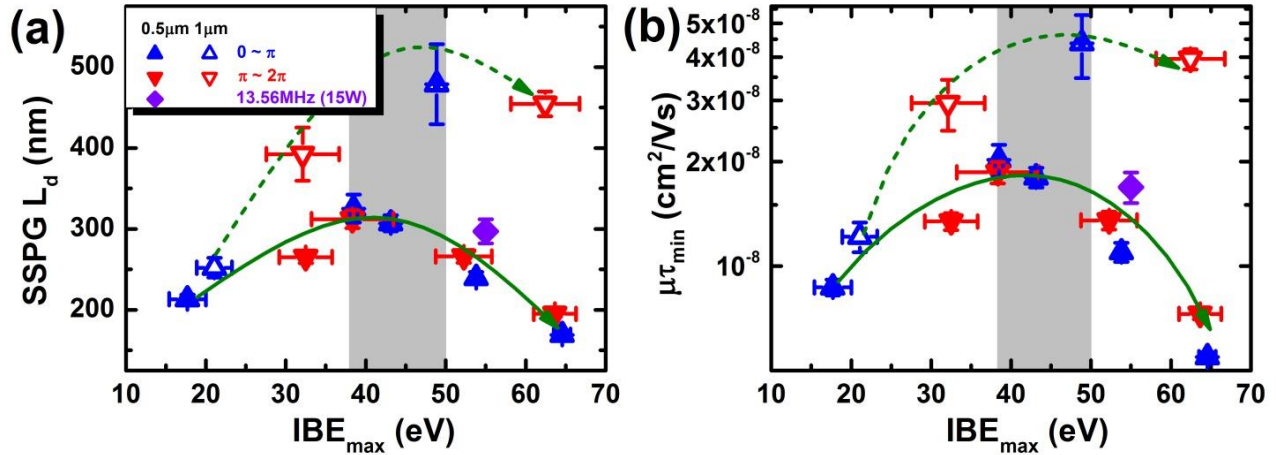 (a)
SSPG L_d (nm)
500
400
300
200
0.5μm 1μm
0 ~ π
π ~ 2π
13.56MHz (15W)
10 20 30 40 50 60 70
IBE_max (eV)
(b)
μτ_min (cm²/Vs)
5x10⁻⁸
4x10⁻⁸
3x10⁻⁸
2x10⁻⁸
10⁻⁸
10 20 30 40 50 60 70
IBE_max (eV)